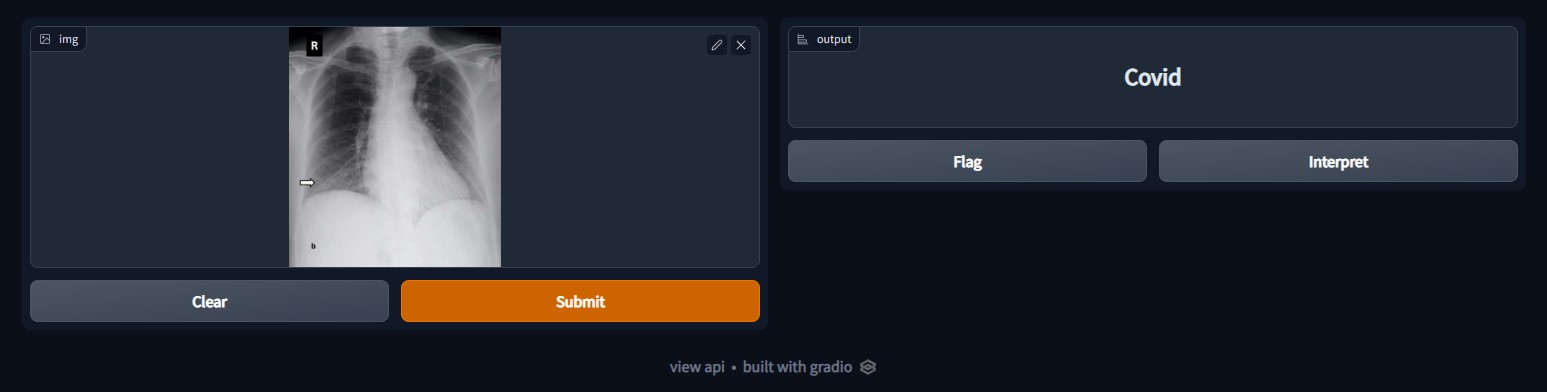 img
R
b
Clear
Submit
output
Covid
Flag
Interpret
view api • built with gradio